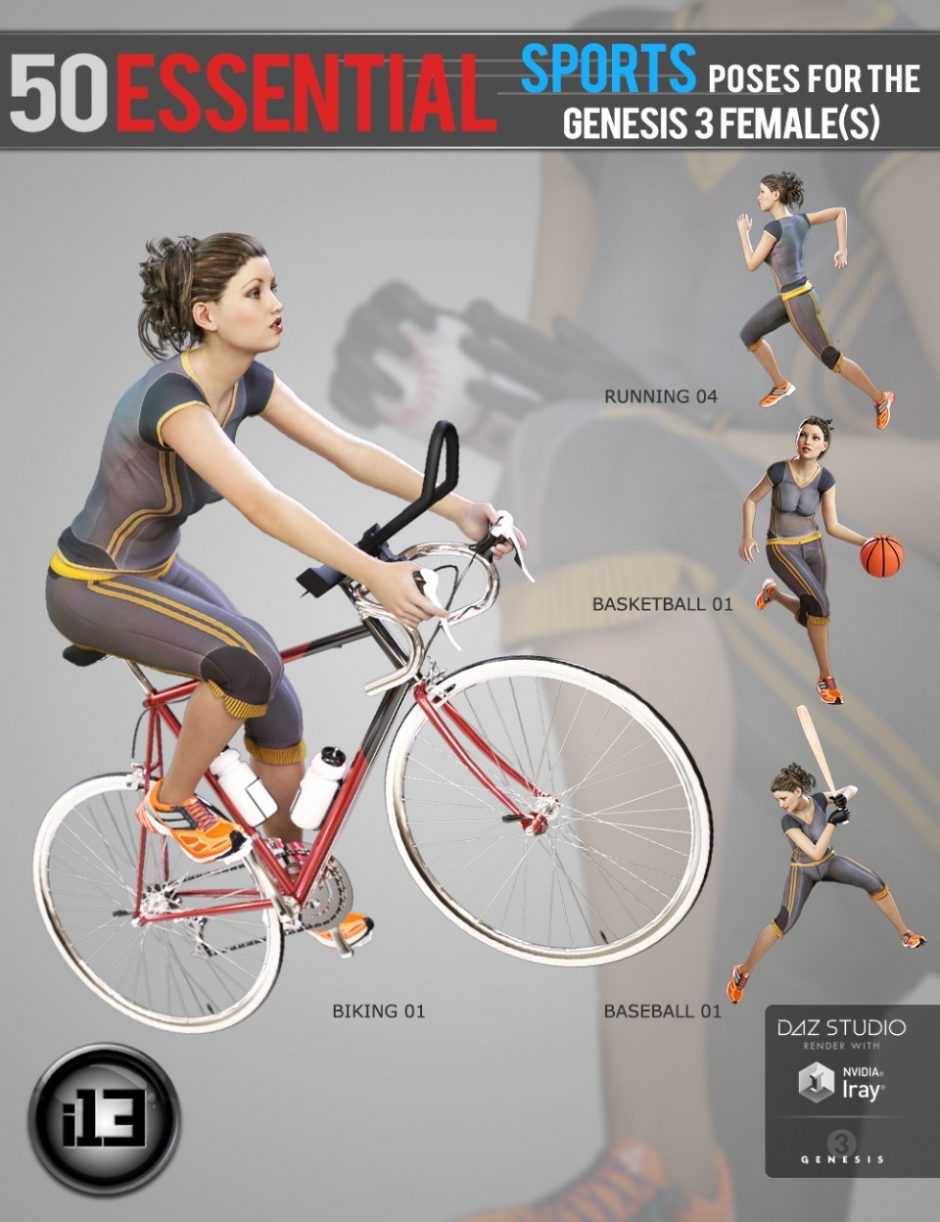 50 ESSENTIAL SPORTS POSES FOR THE
GENESIS 3 FEMALE(S)
RUNNING 04
BASKETBALL 01
BIKING 01
BASEBALL 01
DAZ STUDIO
RENDER WITH
NVIDIA®
Iray®
3
GENESIS
i13